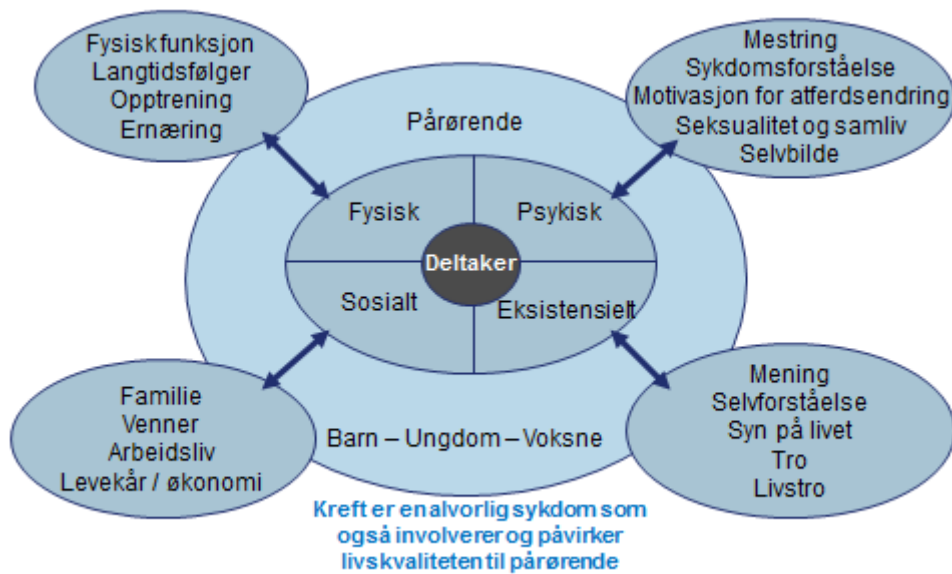 Fysisk funksjon
Langtidsfølger
Opptrening
Ernæring
Mestring
Sykdomsforståelse
Motivasjon for atferdsendring
Seksualitet og samliv
Selvbilde
Pårørende
Fysisk
Psykisk
Deltaker
Sosialt
Eksistensielt
Familie
Venner
Arbeidsliv
Levekår / økonomi
Mening
Selvforståelse
Syn på livet
Tro
Livstro
Barn – Ungdom – Voksne
Kreft er en alvorlig sykdom som
også involverer og påvirker
livskvaliteten til pårørende